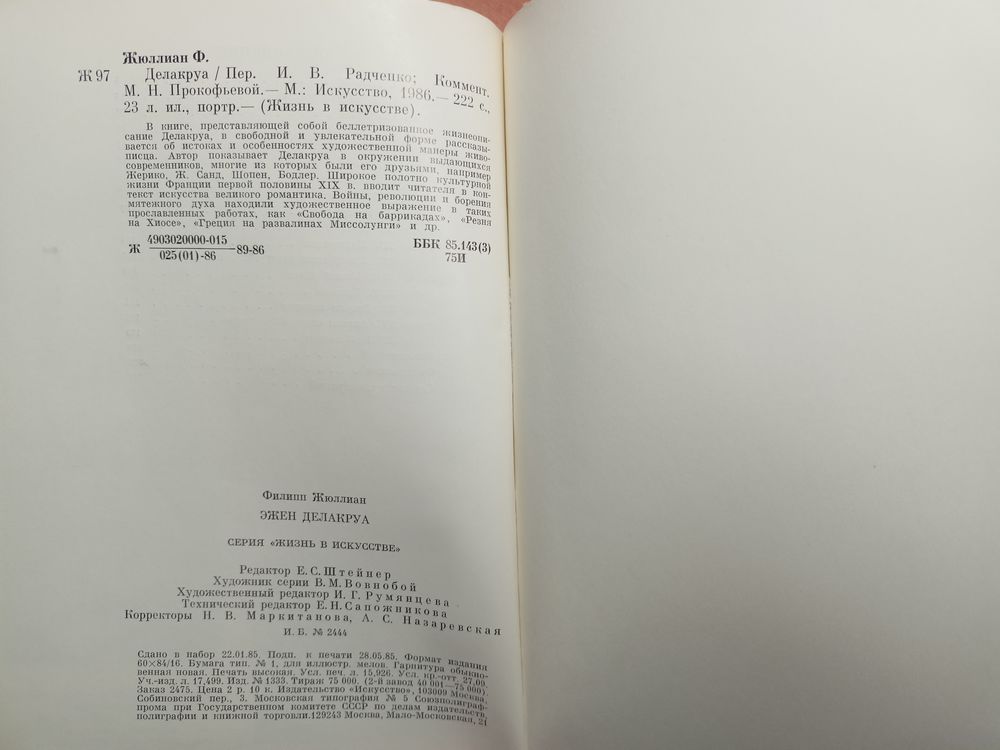 Жюллиан Ф.
Ж 97 Делакруа / Пер. И. В. Радченко; Коммент.
М. Н. Прокофьевой.— М.: Искусство, 1986.— 222 с.,
23 л. ил., портр.— (Жизнь в искусстве).
В книге, представляющей собой беллетризованное жизнеопи-
сание Делакруа, в свободной и увлекательной форме рассказы-
вается об истоках и особенностях художественной манеры живо-
писца. Автор показывает Делакруа в окружении выдающихся
современников, многие из которых были его друзьями, например
Жерико, Ж. Санд, Шопен, Бодлер. Широкое полотно культурной
жизни Франции первой половины XIX в. вводит читателя в кон-
текст искусства великого романтика. Войны, революции и борения
мятежного духа находили художественное выражение в таких
прославленных работах, как «Свобода на баррикадах», «Резня
на Хиосе», «Греция на развалинах Миссолунги» и др.
Ж 4903020000-015
025(01)-86 —89-86
ББК 85.143(3)
75И
Филипп Жюллиан
ЭЖЕН ДЕЛАКРУА
СЕРИЯ «ЖИЗНЬ В ИСКУССТВЕ»
Редактор Е. С. Штейнер
Художник серии В. М. Вовнобой
Художественный редактор И. Г. Румянцева
Технический редактор Е. Н. Сапожникова
Корректоры Н. В. Маркитанова, А. С. Назаревская
И. Б. № 2444
Сдано в набор 22.01.85. Подп. к печати 28.05.85. Формат издания
60×84/16. Бумага тип. № 1, для иллюстр. мелов. Гарнитура обыкно-
венная новая. Печать высокая. Усл. печ. л. 15,926. Усл. кр.-отт. 27,00.
Уч.-изд. л. 17,499. Изд. № 1333. Тираж 75 000. (2-й завод 40 001—75 000).
Заказ 2475. Цена 2 р. 10 к. Издательство «Искусство», 103009 Москва,
Собиновский пер., 3. Московская типография № 5 Союзполиграф-
прома при Государственном комитете СССР по делам издательств,
полиграфии и книжной торговли.129243 Москва, Мало-Московская, 21